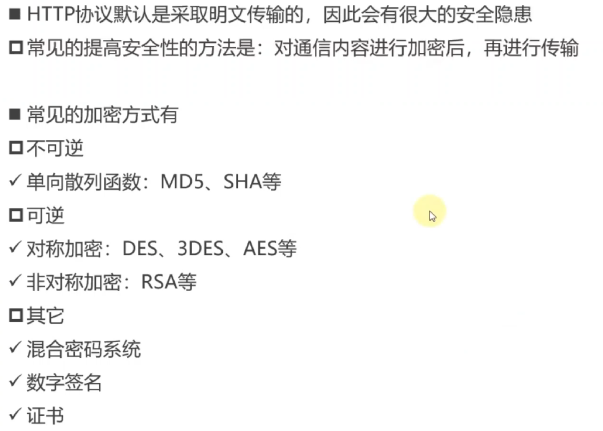 HTTP协议默认是采取明文传输的，因此会有很大的安全隐患
常见的提高安全性的方法是：对通信内容进行加密后，再进行传输
常见的加密方式有
不可逆
单向散列函数：MD5、SHA等
可逆
对称加密：DES、3DES、AES等
非对称加密：RSA等
其它
混合密码系统
数字签名
证书